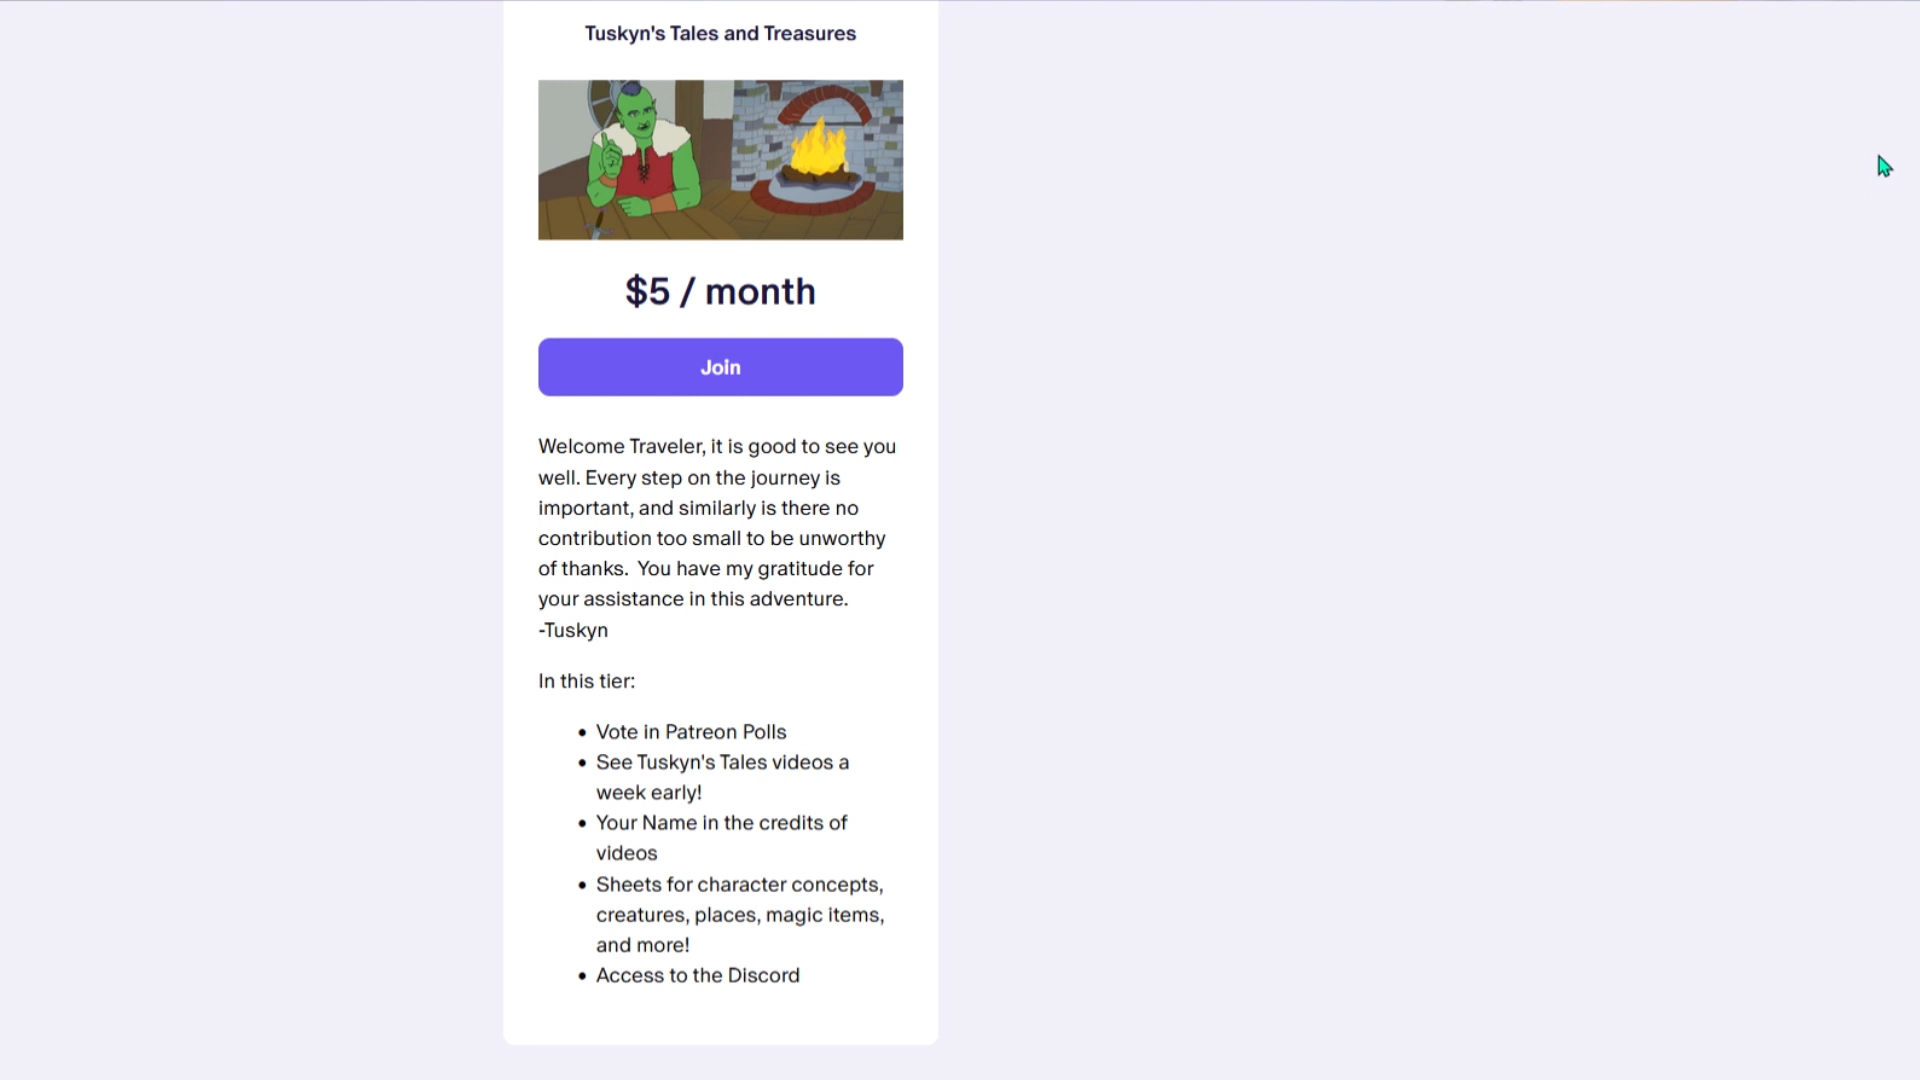 Tuskyn's Tales and Treasures
$5 / month
Join
Welcome Traveler, it is good to see you
well. Every step on the journey is
important, and similarly is there no
contribution too small to be unworthy
of thanks.  You have my gratitude for
your assistance in this adventure.
-Tuskyn
In this tier:
• Vote in Patreon Polls
• See Tuskyn's Tales videos a
week early!
• Your Name in the credits of
videos
• Sheets for character concepts,
creatures, places, magic items,
and more!
• Access to the Discord